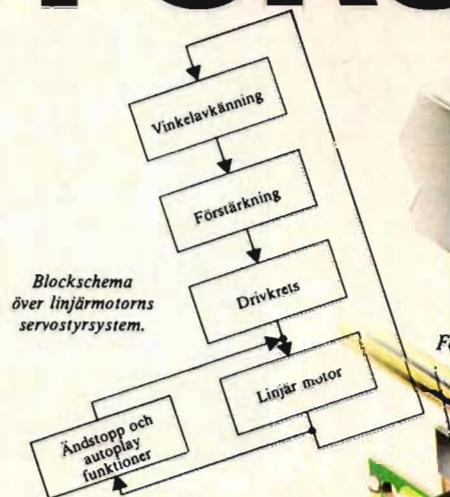 Vinkelavkänning
Förstärkning
Drivkrets
Linjär motor
Ändstopp och
autoplay
funktioner
Blockschema
över linjärmotorns
servostyrsystem.